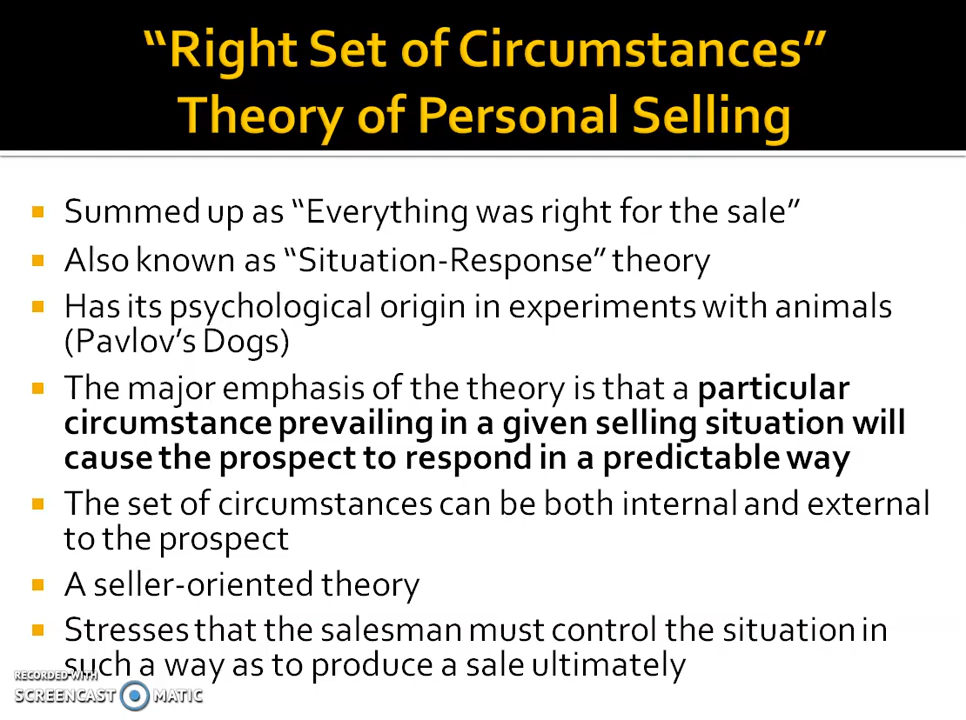 “Right Set of Circumstances”
Theory of Personal Selling
Summed up as “Everything was right for the sale”
Also known as “Situation-Response” theory
Has its psychological origin in experiments with animals
(Pavlov’s Dogs)
The major emphasis of the theory is that a particular
circumstance prevailing in a given selling situation will
cause the prospect to respond in a predictable way
The set of circumstances can be both internal and external
to the prospect
A seller-oriented theory
Stresses that the salesman must control the situation in
such a way as to produce a sale ultimately
RECORDED WITH
SCREENCAST MATIC